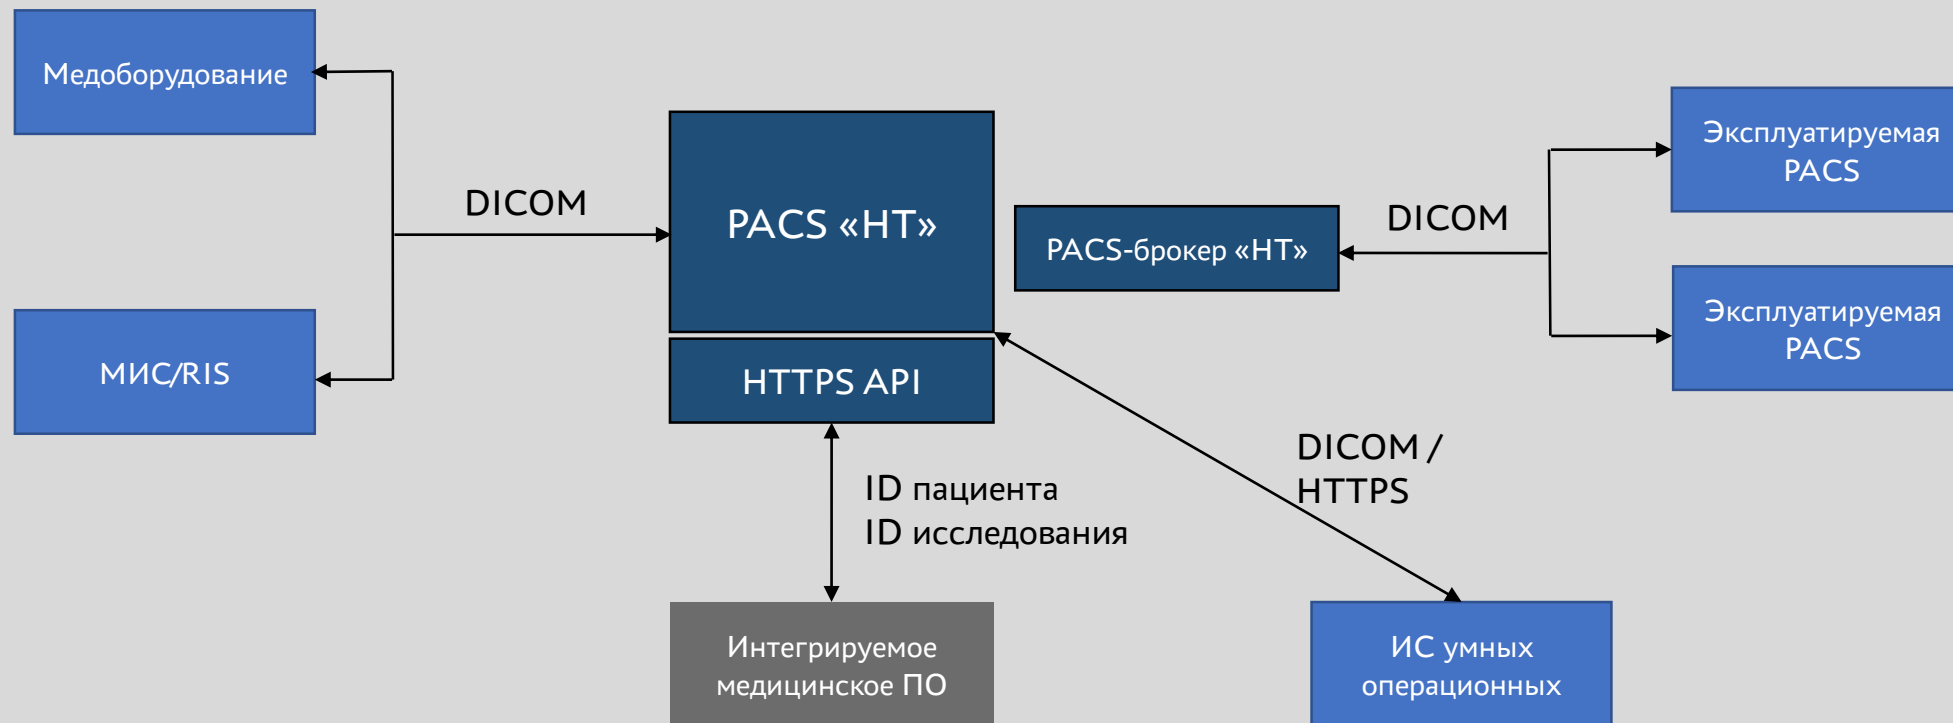 Медоборудование
МИС/RIS
DICOM
PACS «НТ»
HTTPS API
PACS-брокер «НТ»
DICOM
Эксплуатируемая
PACS
Эксплуатируемая
PACS
ID пациента
ID исследования
DICOM /
HTTPS
Интегрируемое
медицинское ПО
ИС умных
операционных